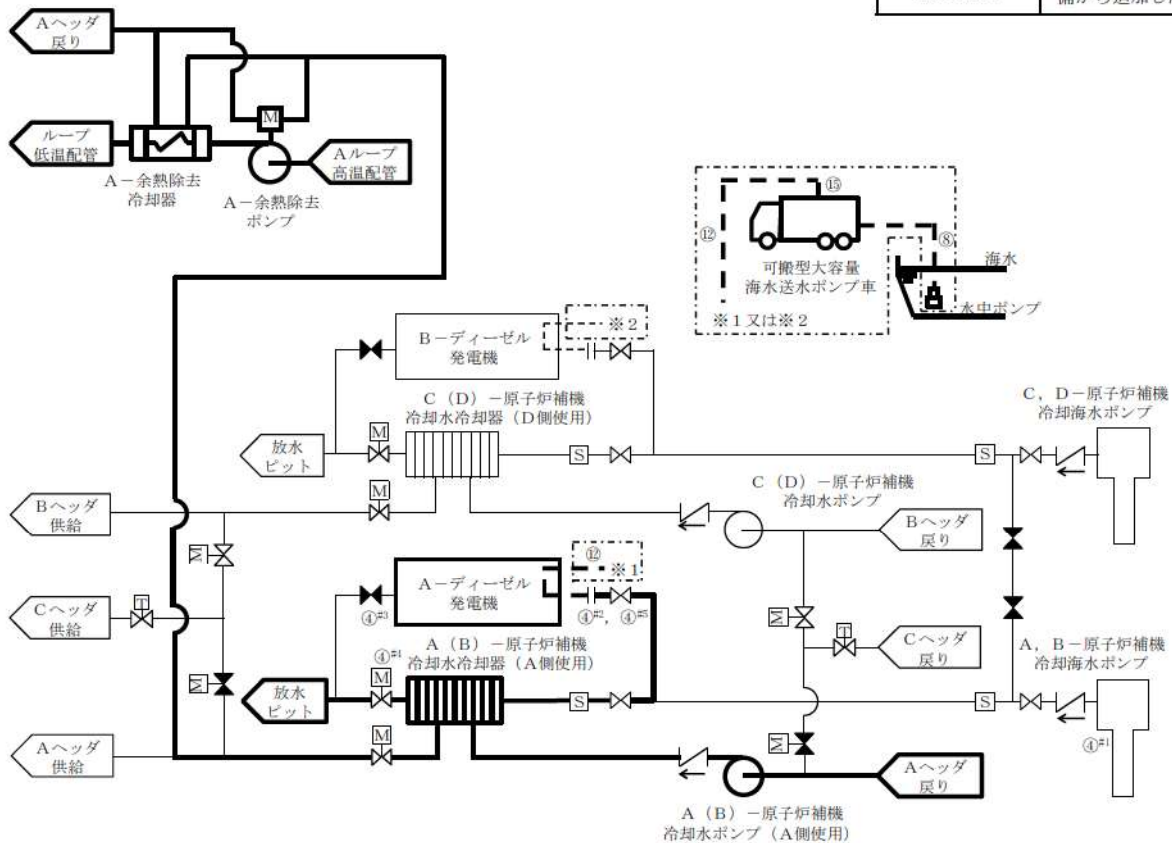 Aヘッダ
戻り
ループ
低温配管
A－余熱除去
冷却器
M
A－余熱除去
ポンプ
Aループ
高温配管
⑫
⑮
⑧
可搬型大容量
海水送水ポンプ車
海水
水中ポンプ
※1又は※2
B－ディーゼル
発電機
※2
C（D）－原子炉補機
冷却水冷却器（D側使用）
放水
ピット
M
S
C，D－原子炉補機
冷却海水ポンプ
S
Bヘッダ
供給
M
C（D）－原子炉補機
冷却水ポンプ
Bヘッダ
戻り
M
A－ディーゼル
発電機
⑫
※1
④#3
④#2，④#5
Cヘッダ
供給
T
M
T
Cヘッダ
戻り
A（B）－原子炉補機
冷却水冷却器（A側使用）
④#4
M
放水
ピット
M
S
A，B－原子炉補機
冷却海水ポンプ
S
④#1
Aヘッダ
供給
M
M
Aヘッダ
戻り
A（B）－原子炉補機
冷却水ポンプ（A側使用）